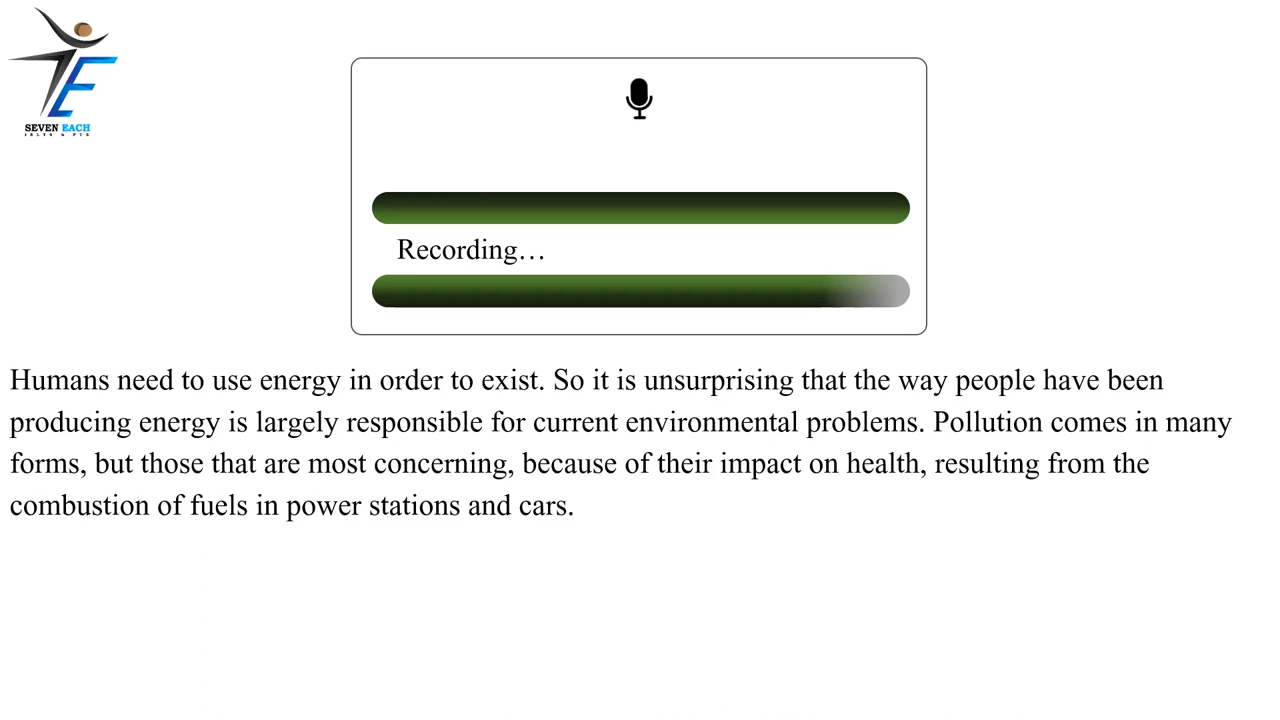 SEVEN EACH
IELTS & PTE
Recording…
Humans need to use energy in order to exist. So it is unsurprising that the way people have been
producing energy is largely responsible for current environmental problems. Pollution comes in many
forms, but those that are most concerning, because of their impact on health, resulting from the
combustion of fuels in power stations and cars.